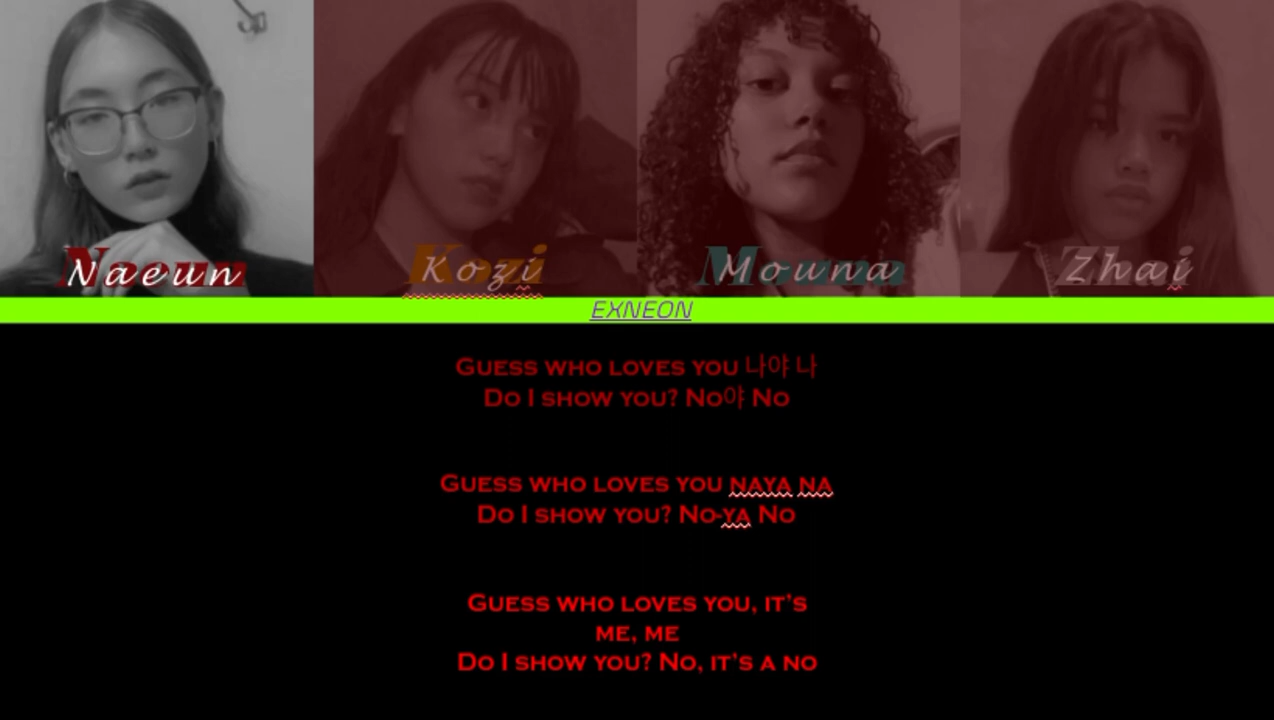 Naeun
Kozi
Mouna
Zhai
EXNEON
GUESS WHO LOVES YOU 나야 나
DO I SHOW YOU? NO야 NO
GUESS WHO LOVES YOU NAYA NA
DO I SHOW YOU? NO-YA NO
GUESS WHO LOVES YOU, IT'S
ME, ME
DO I SHOW YOU? NO, IT'S A NO